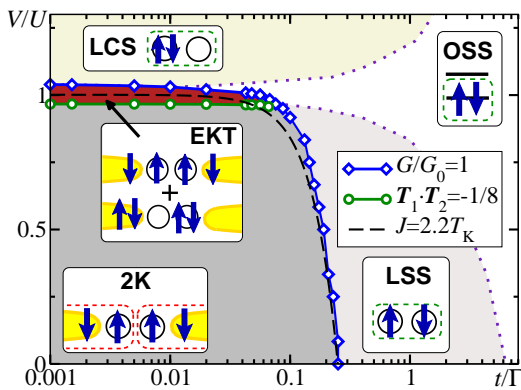 V/U
LCS
OSS
1
EKT
+
G/G₀=1
T₁·T₂=-1/8
J=2.2T_K
0.5
2K
LSS
0
0.001
0.01
0.1
1
t/Γ